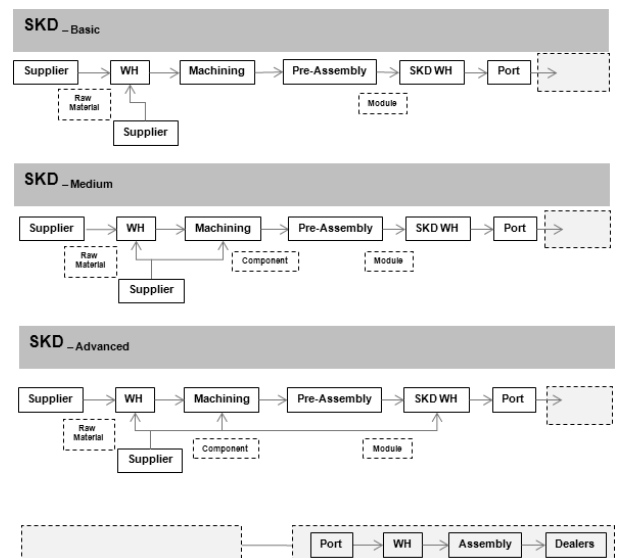 SKD – Basic
Supplier WH Machining Pre-Assembly SKD WH Port
Raw
Material
Module
Supplier
SKD – Medium
Supplier WH Machining Pre-Assembly SKD WH Port
Raw
Material
Component Module
Supplier
SKD – Advanced
Supplier WH Machining Pre-Assembly SKD WH Port
Raw
Material
Component Module
Supplier
Port WH Assembly Dealers